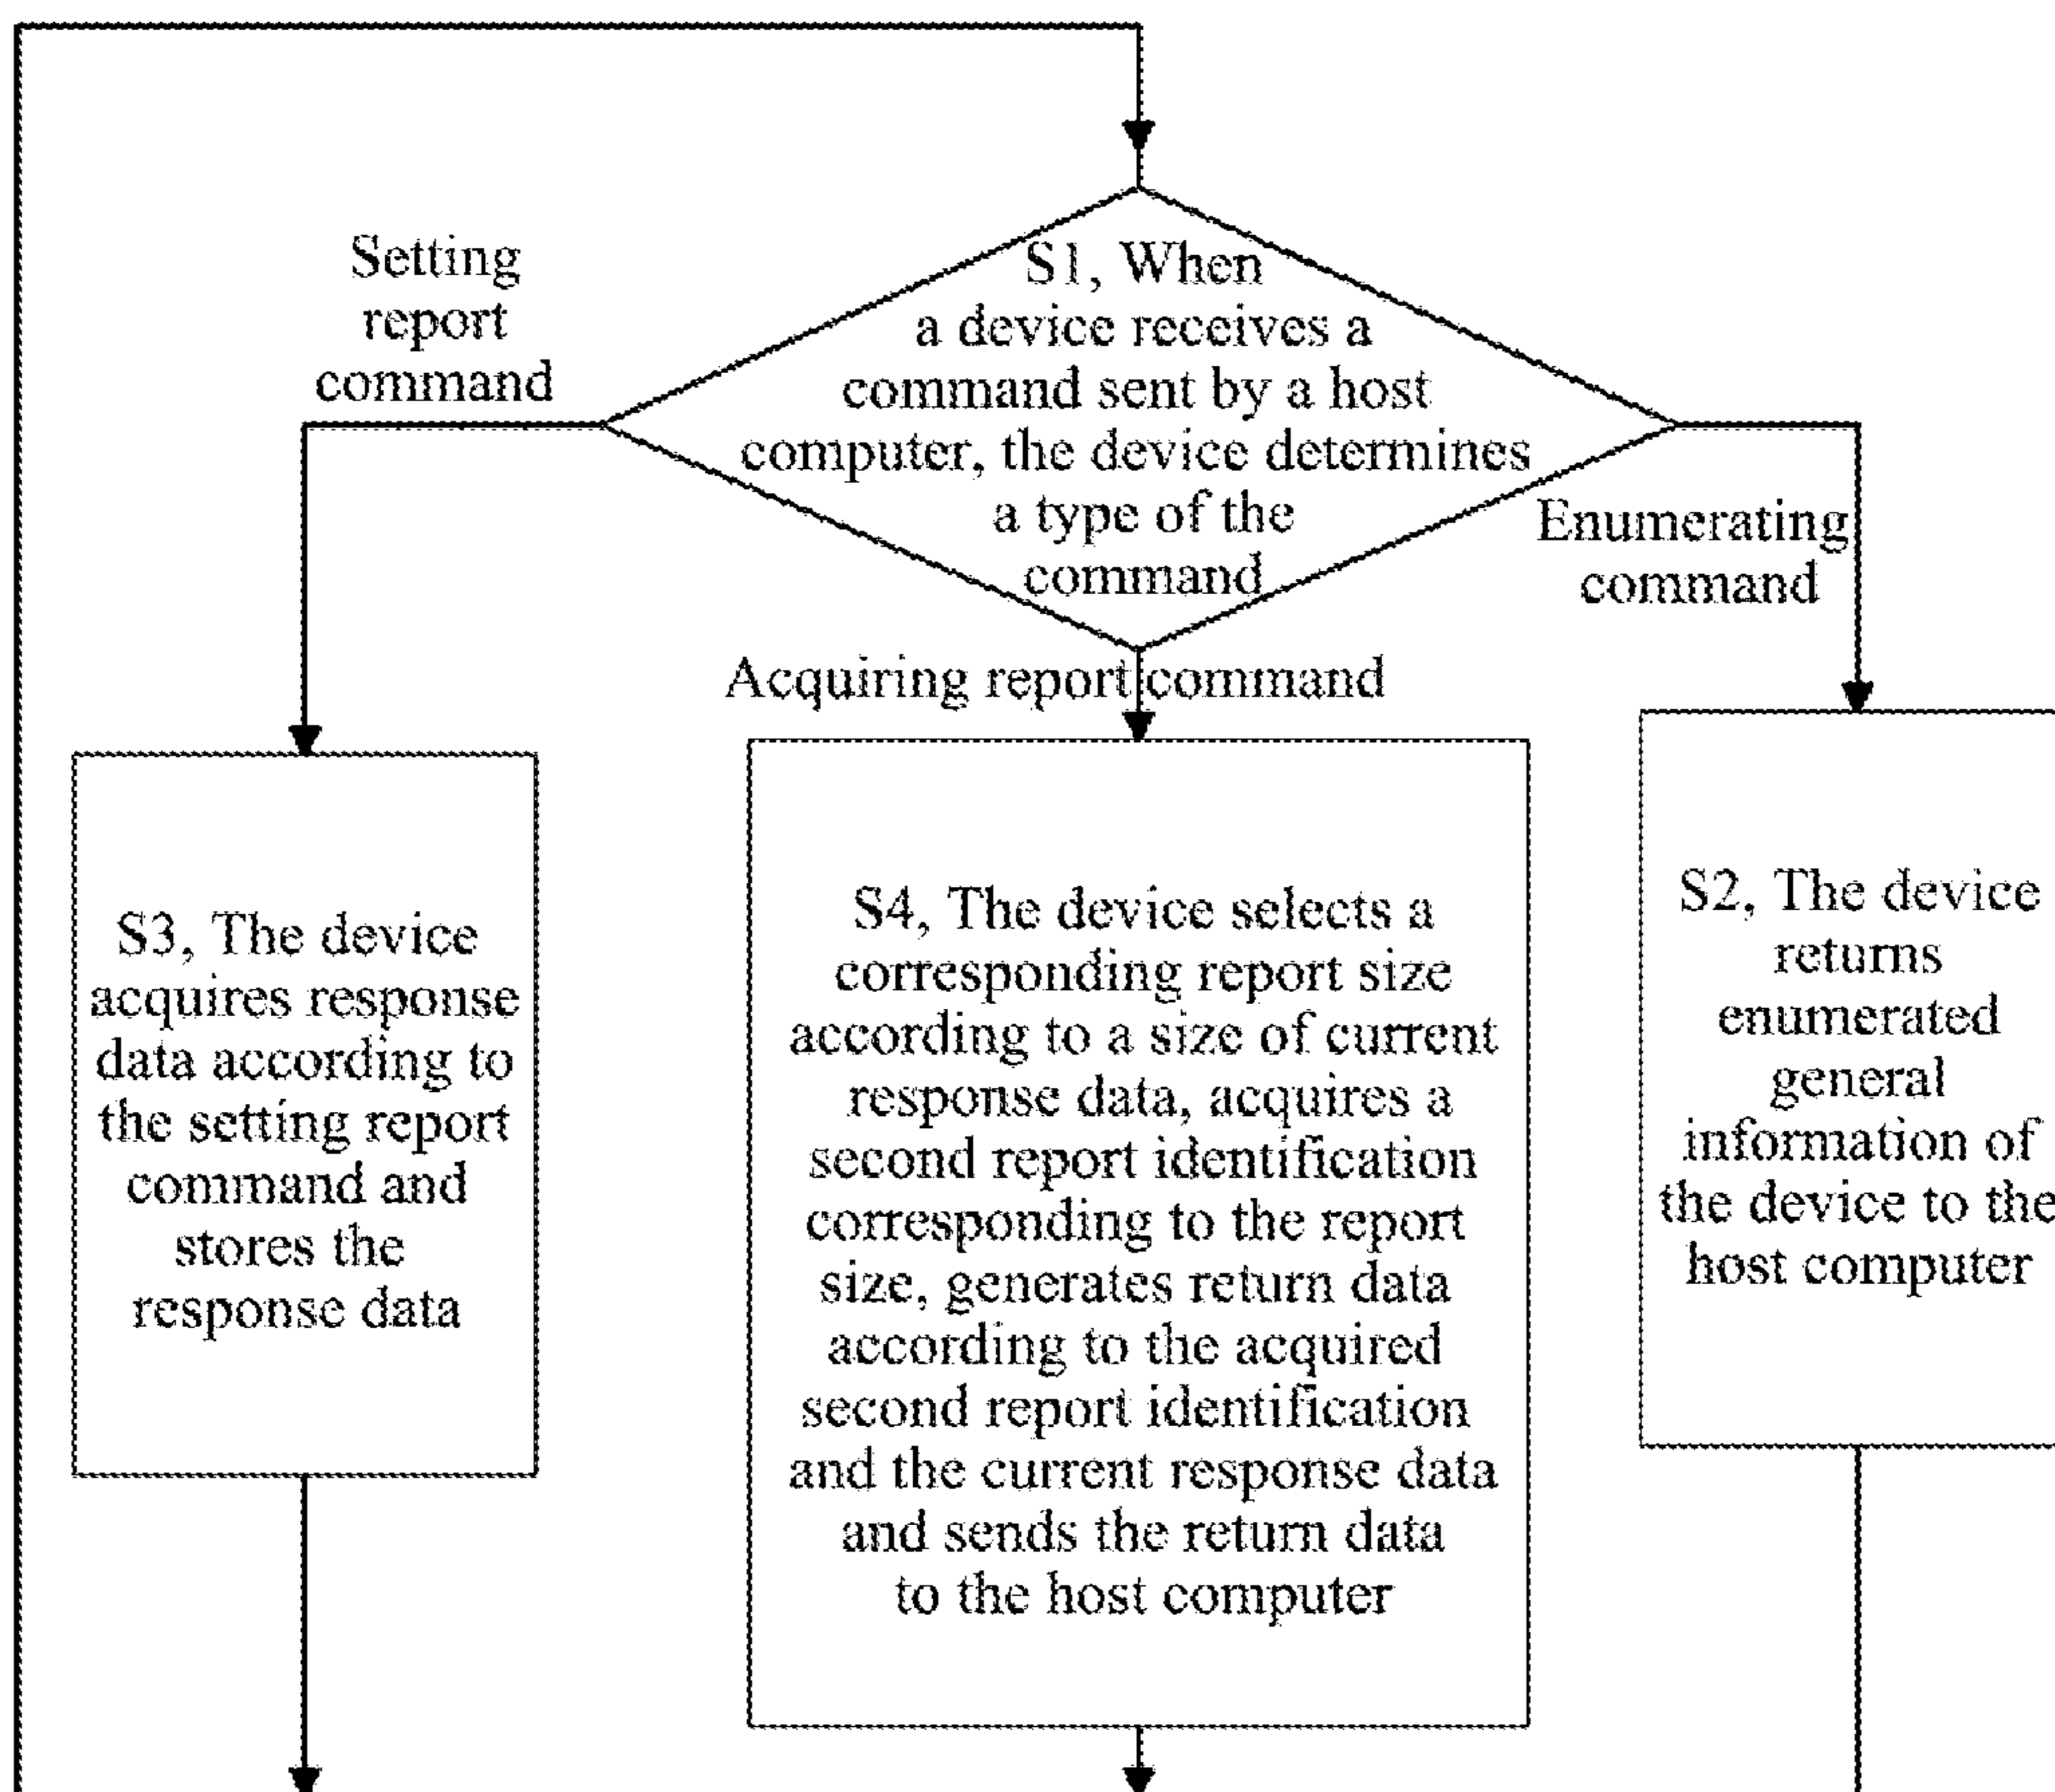 S1, When
a device receives a
command sent by a host
computer, the device determines
a type of the
command
Setting
report
command
Enumerating
command
Acquiring report command
S3, The device
acquires response
data according to
the setting report
command and
stores the
response data
S4, The device selects a
corresponding report size
according to a size of current
response data, acquires a
second report identification
corresponding to the report
size, generates return data
according to the acquired
second report identification
and the current response data
and sends the return data
to the host computer
S2, The device
returns
enumerated
general
information of
the device to the
host computer